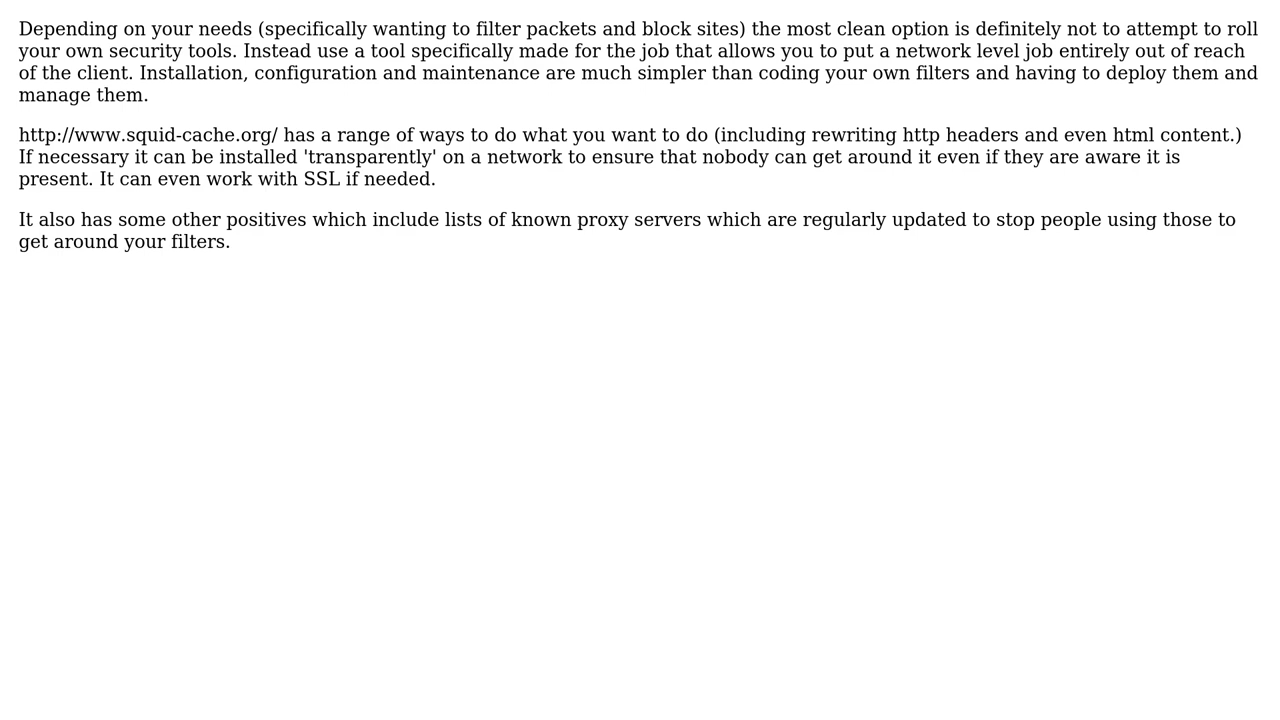 Depending on your needs (specifically wanting to filter packets and block sites) the most clean option is definitely not to attempt to roll
your own security tools. Instead use a tool specifically made for the job that allows you to put a network level job entirely out of reach
of the client. Installation, configuration and maintenance are much simpler than coding your own filters and having to deploy them and
manage them.
http://www.squid-cache.org/ has a range of ways to do what you want to do (including rewriting http headers and even html content.)
If necessary it can be installed 'transparently' on a network to ensure that nobody can get around it even if they are aware it is
present. It can even work with SSL if needed.
It also has some other positives which include lists of known proxy servers which are regularly updated to stop people using those to
get around your filters.